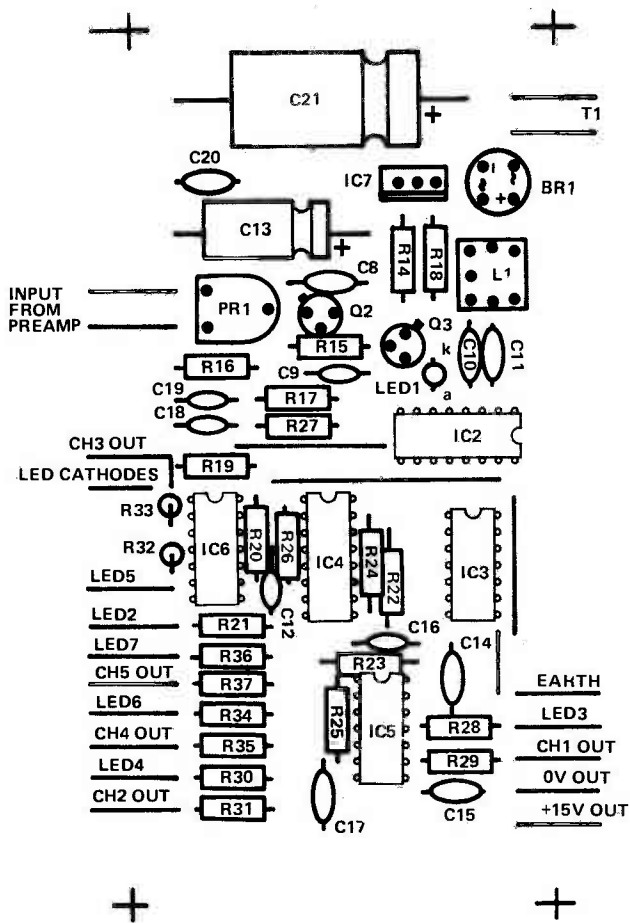 C21
+
T1
C20
IC7
BR1
C13
+
R14
R18
L1
INPUT
FROM
PREAMP
PR1
C8
Q2
Q3
R15
k
C10
C11
R16
C9
LED1
a
C19
R17
C18
R27
IC2
CH3 OUT
LED CATHODES
R19
R33
R32
IC6
R20
R26
IC4
R24
R22
IC3
LED5
C12
LED2
R21
C16
C14
LED7
R36
R23
CH5 OUT
R37
EARTH
LED6
R34
R25
IC5
R28
LED3
CH4 OUT
R35
R29
CH1 OUT
LED4
R30
0V OUT
CH2 OUT
R31
C17
C15
+15V OUT